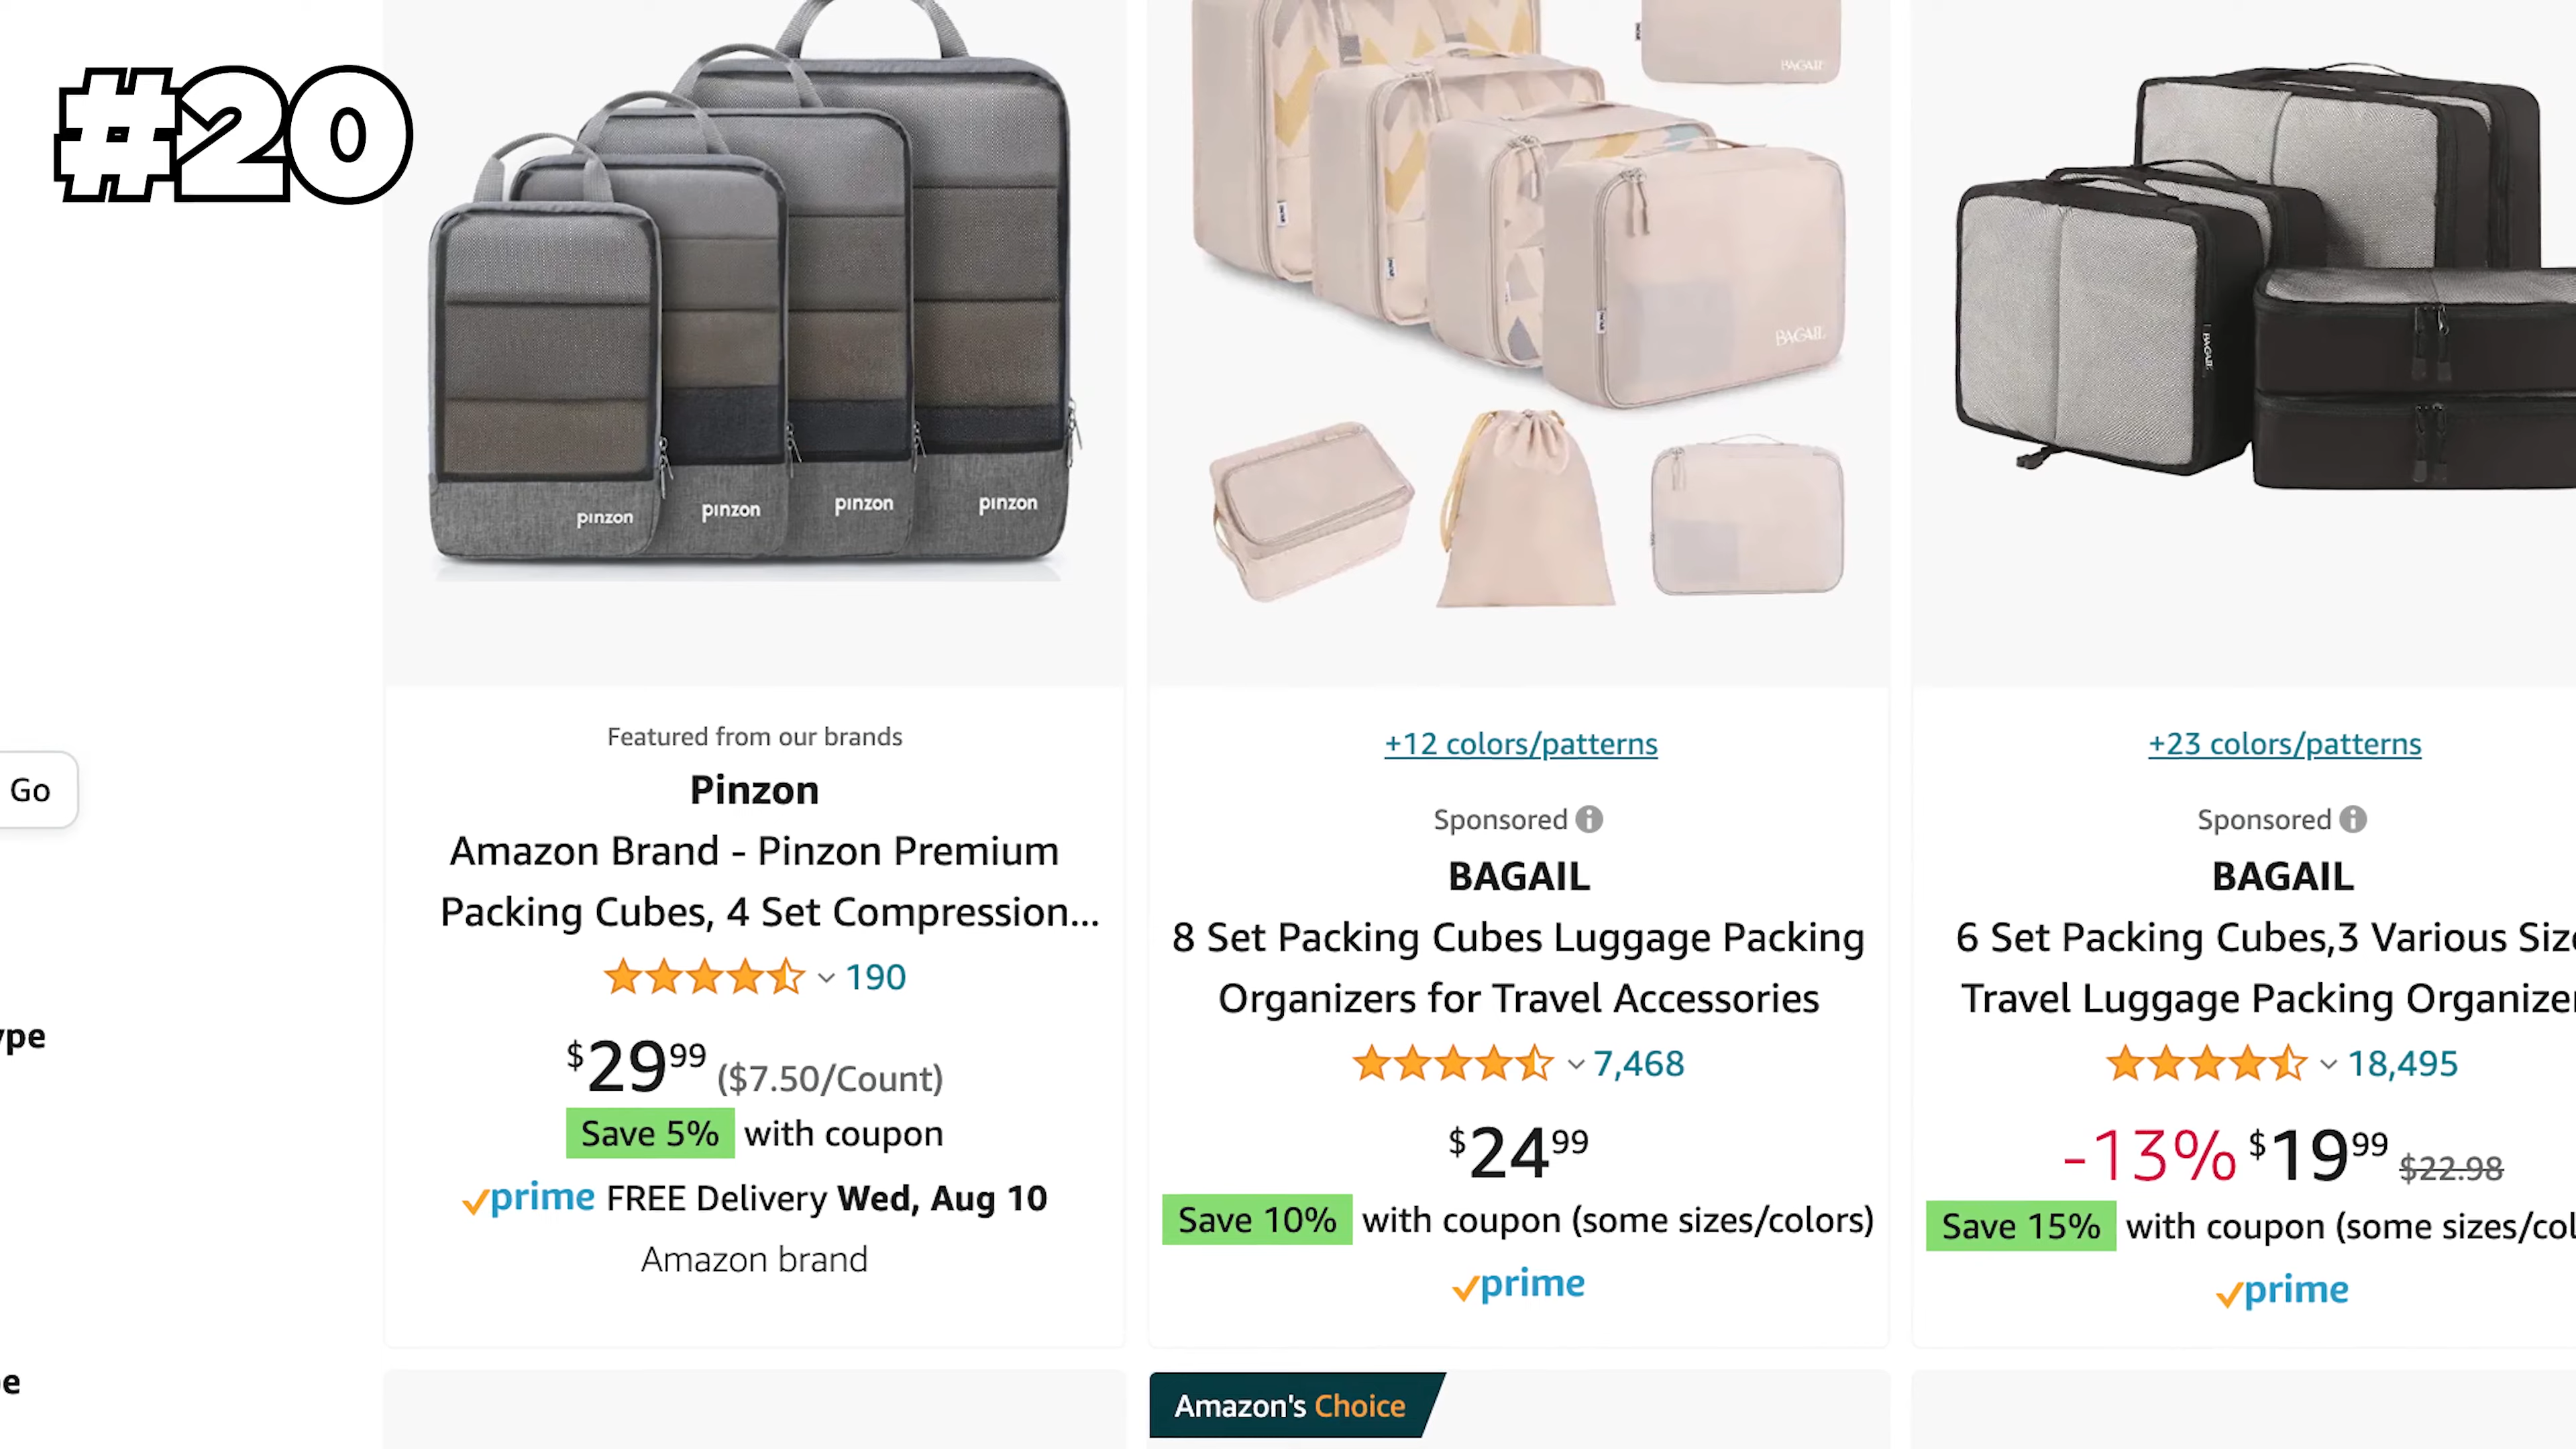 #20
BAGAIL
BAGAIL
BAGAIL
pinzon
pinzon
pinzon
pinzon
Go
ype
e
Featured from our brands
Pinzon
Amazon Brand - Pinzon Premium
Packing Cubes, 4 Set Compression...
190
$29.99 ($7.50/Count)
Save 5% with coupon
prime FREE Delivery Wed, Aug 10
Amazon brand
+12 colors/patterns
Sponsored
BAGAIL
8 Set Packing Cubes Luggage Packing
Organizers for Travel Accessories
7,468
$24.99
Save 10% with coupon (some sizes/colors)
prime
Amazon's Choice
+23 colors/patterns
Sponsored
BAGAIL
6 Set Packing Cubes,3 Various Siz
Travel Luggage Packing Organize
18,495
-13% $19.99 $22.98
Save 15% with coupon (some sizes/col
prime